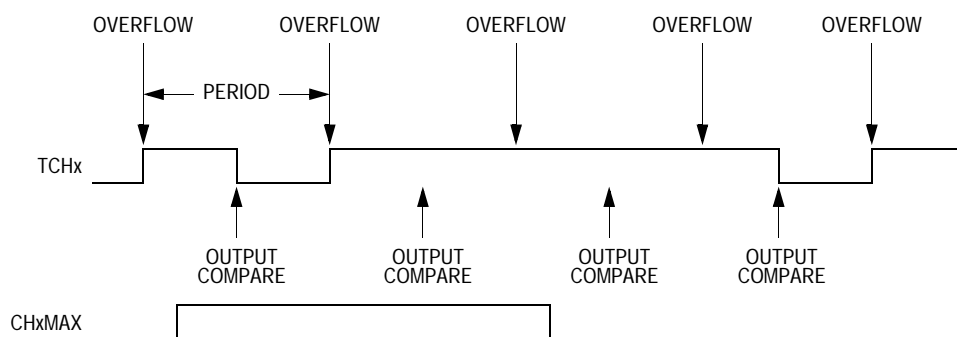 OVERFLOW OVERFLOW OVERFLOW OVERFLOW OVERFLOW
PERIOD
TCHx
OUTPUT COMPARE
OUTPUT COMPARE
OUTPUT COMPARE
OUTPUT COMPARE
CHxMAX